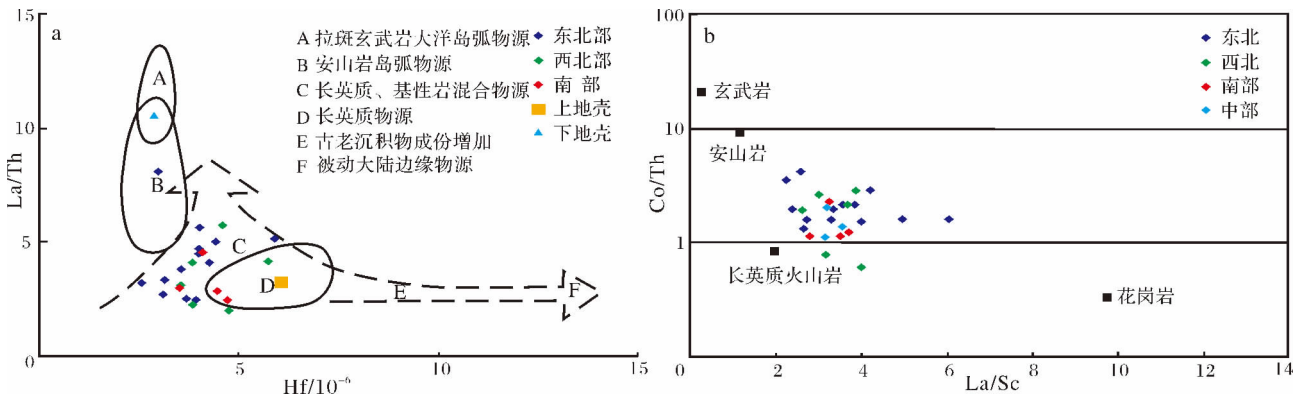 a
A 拉斑玄武岩大洋岛弧物源
B 安山岩岛弧物源
C 长英质、基性岩混合物源
D 长英质物源
E 古老沉积物成份增加
F 被动大陆边缘物源
东北部
西北部
南 部
上地壳
下地壳
A
B
C
D
E
F
La/Th
15
10
5
0
0
5
10
15
Hf/10⁻⁶
b
东北
西北
南部
中部
玄武岩
安山岩
长英质火山岩
花岗岩
Co/Th
100
10
1
0.1
0
2
4
6
8
10
12
14
La/Sc